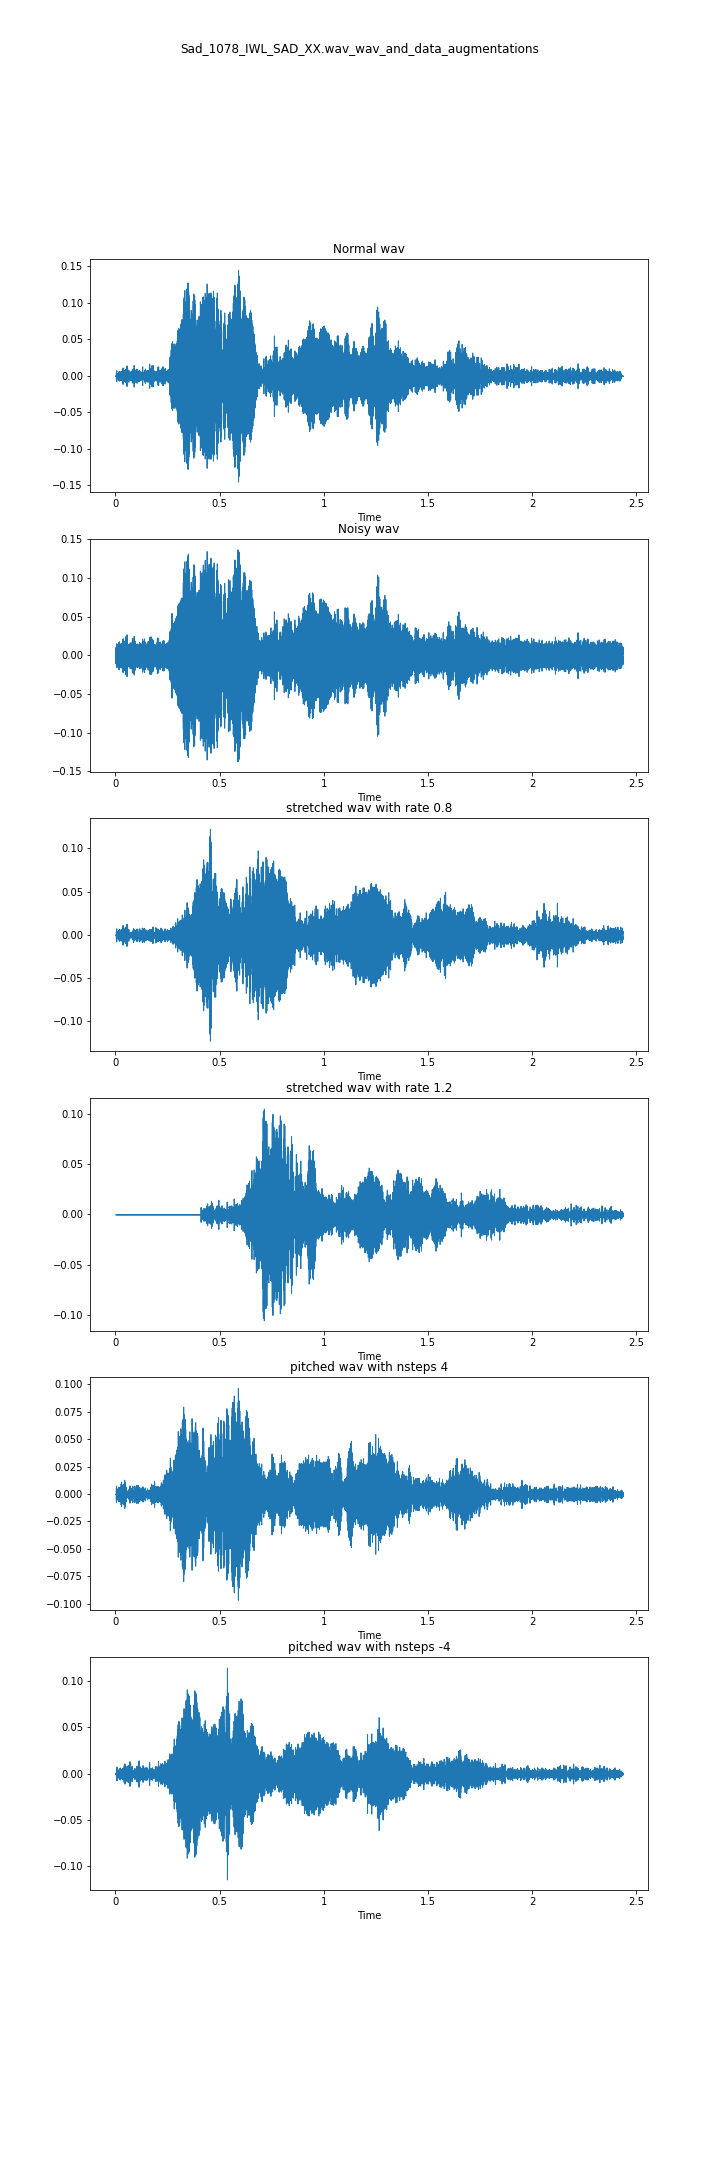 Sad_1078_IWL_SAD_XX.wav_wav_and_data_augmentations
Normal wav
0.15
0.10
0.05
0.00
−0.05
−0.10
−0.15
0 0.5 1 1.5 2 2.5
Time
Noisy wav
0.15
0.10
0.05
0.00
−0.05
−0.10
−0.15
0 0.5 1 1.5 2 2.5
Time
stretched wav with rate 0.8
0.10
0.05
0.00
−0.05
−0.10
0 0.5 1 1.5 2 2.5
Time
stretched wav with rate 1.2
0.10
0.05
0.00
−0.05
−0.10
0 0.5 1 1.5 2 2.5
Time
pitched wav with nsteps 4
0.100
0.075
0.050
0.025
0.000
−0.025
−0.050
−0.075
−0.100
0 0.5 1 1.5 2 2.5
Time
pitched wav with nsteps -4
0.10
0.05
0.00
−0.05
−0.10
0 0.5 1 1.5 2 2.5
Time